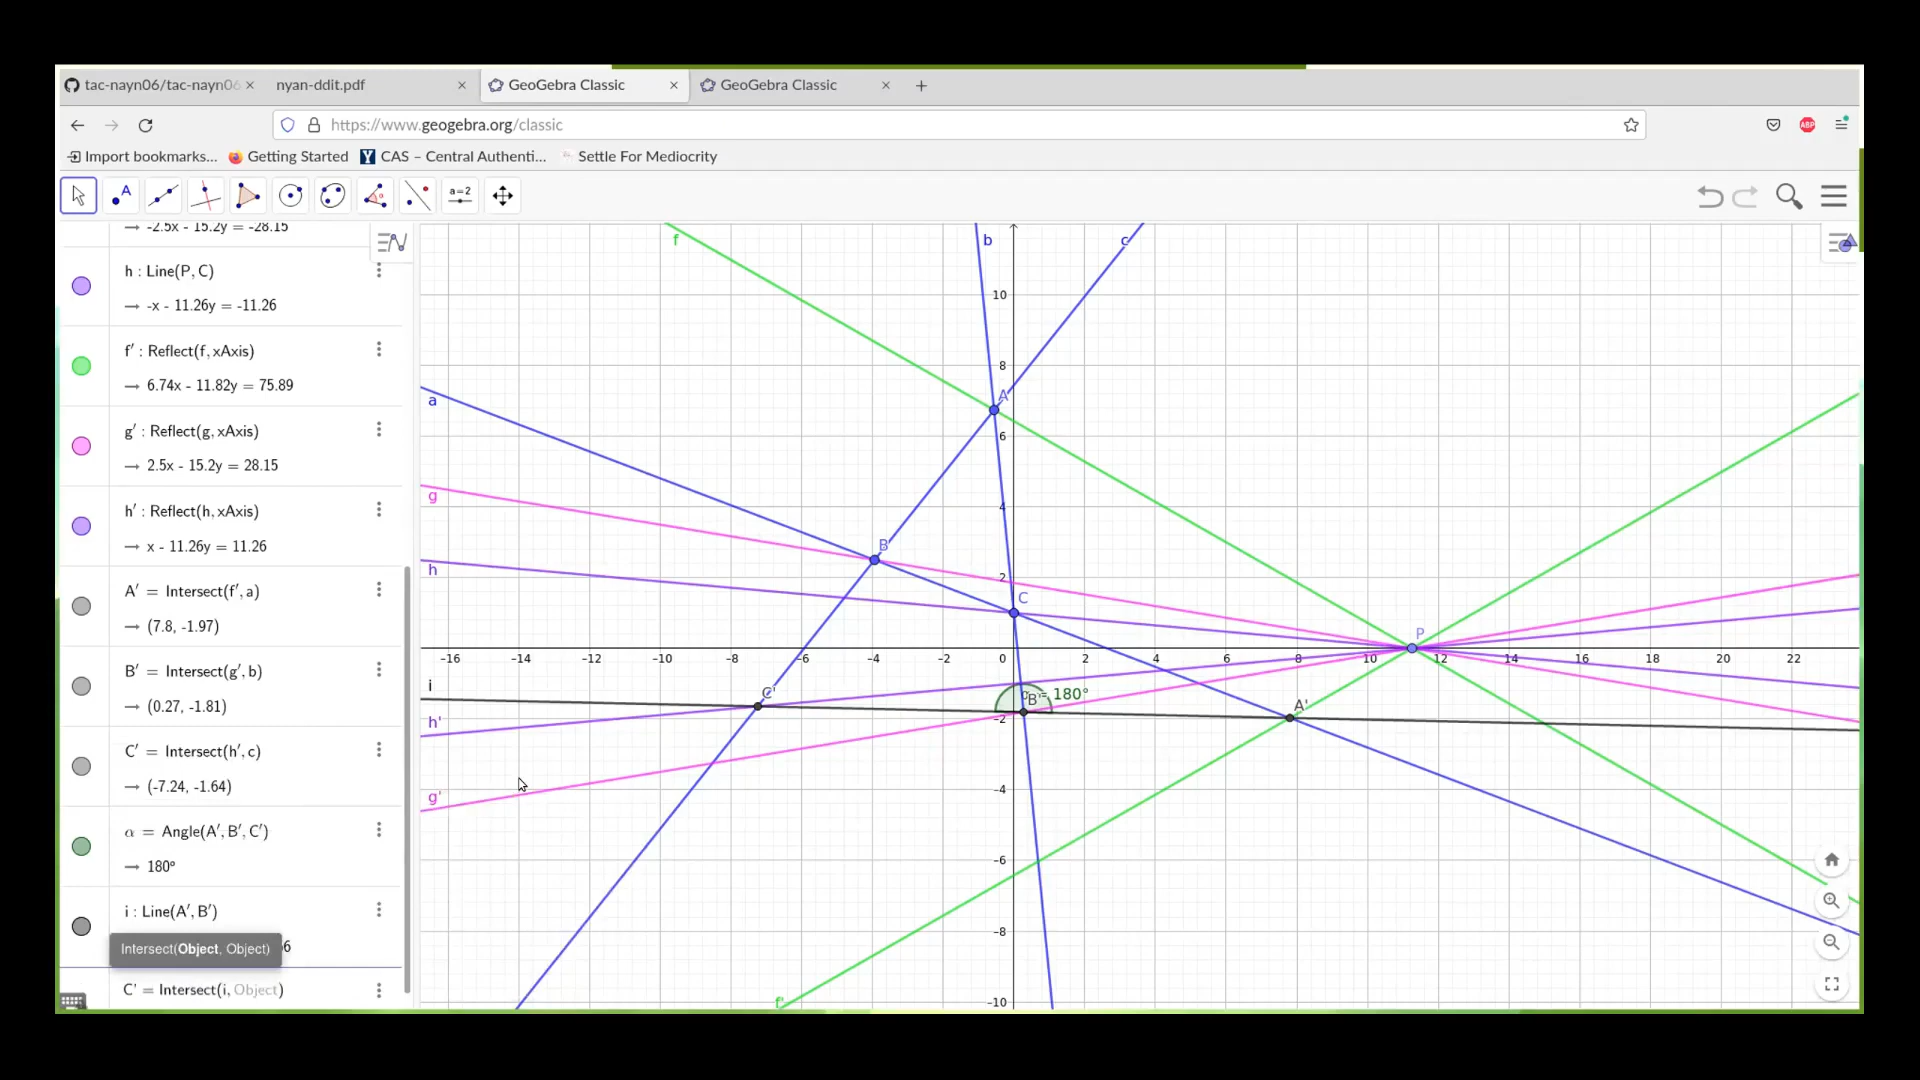 tac-nayn06/tac-nayn06
nyan-ddit.pdf
GeoGebra Classic
GeoGebra Classic
https://www.geogebra.org/classic
ABP
Import bookmarks...
Getting Started
CAS – Central Authenti...
Settle For Mediocrity
A
a=2
→ -2.5x - 15.2y = -28.15
h : Line(P, C)
→ -x - 11.26y = -11.26
f′ : Reflect(f, xAxis)
→ 6.74x - 11.82y = 75.89
g′ : Reflect(g, xAxis)
→ 2.5x - 15.2y = 28.15
h′ : Reflect(h, xAxis)
→ x - 11.26y = 11.26
A′ = Intersect(f′, a)
→ (7.8, -1.97)
B′ = Intersect(g′, b)
→ (0.27, -1.81)
C′ = Intersect(h′, c)
→ (-7.24, -1.64)
α = Angle(A′, B′, C′)
→ 180°
i : Line(A′, B′)
6
Intersect(Object, Object)
C' = Intersect(i, Object)
f
b
c
10
8
a
A
6
g
4
B
h
2
C
P
-16 -14 -12 -10 -8 -6 -4 -2 0 2 4 6 8 10 12 14 16 18 20 22
i
C'
B'
= 180°
A'
h'
-2
g'
-4
-6
-8
f'
-10